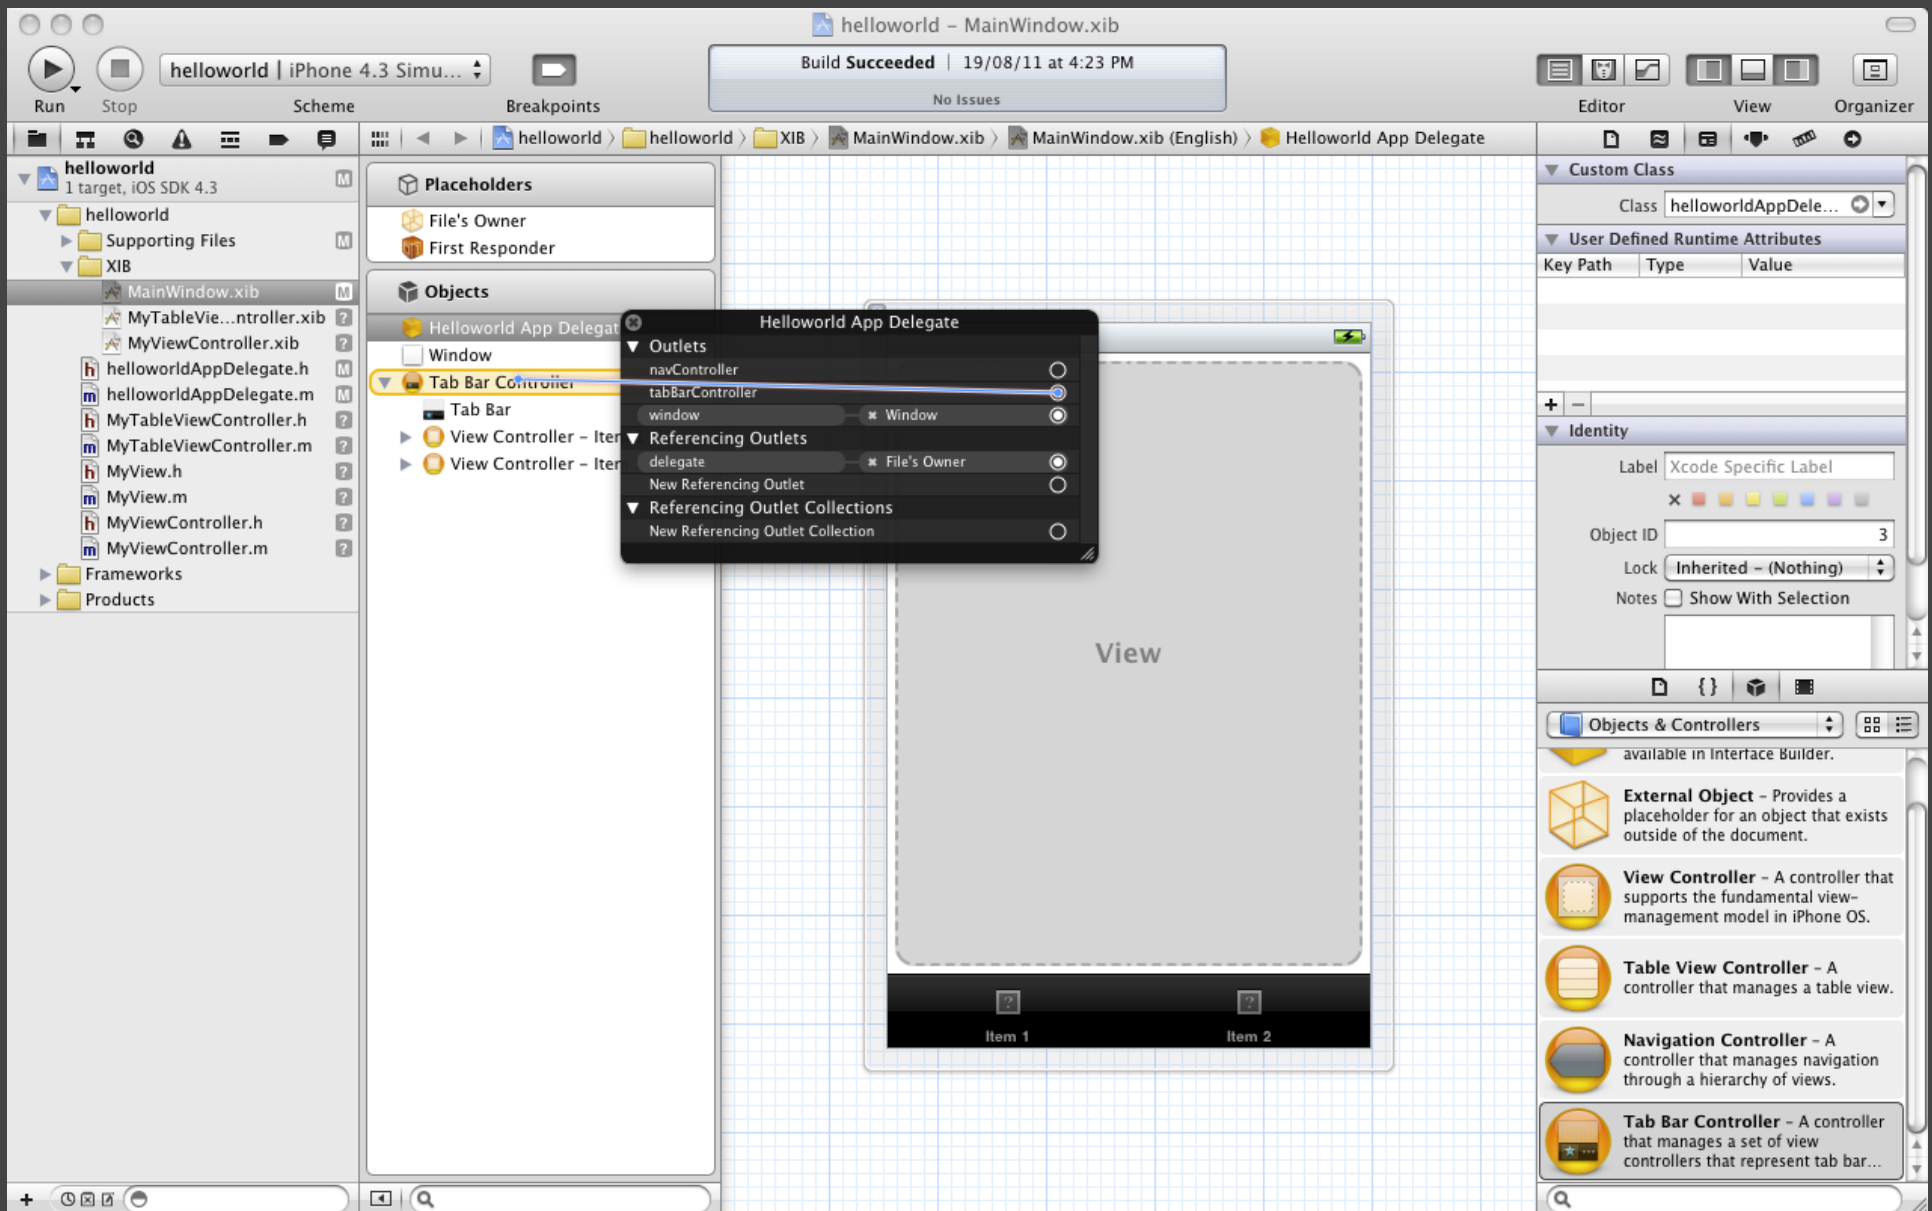 helloworld – MainWindow.xib
helloworld | iPhone 4.3 Simu...
Build Succeeded | 19/08/11 at 4:23 PM
No Issues
Run
Stop
Scheme
Breakpoints
Editor
View
Organizer
helloworld
helloworld
XIB
MainWindow.xib
MainWindow.xib (English)
Helloworld App Delegate
helloworld
M
1 target, iOS SDK 4.3
helloworld
Supporting Files
M
XIB
MainWindow.xib
M
MyTableVie...ntroller.xib
?
MyViewController.xib
?
helloworldAppDelegate.h
M
helloworldAppDelegate.m
M
MyTableViewController.h
?
MyTableViewController.m
?
MyView.h
?
MyView.m
?
MyViewController.h
?
MyViewController.m
?
Frameworks
Products
Placeholders
File's Owner
First Responder
Objects
Helloworld App Delegat
Window
Tab Bar Controller
Tab Bar
View Controller – Iter
View Controller – Iter
Helloworld App Delegate
Outlets
navController
tabBarController
window
Window
Referencing Outlets
delegate
File's Owner
New Referencing Outlet
Referencing Outlet Collections
New Referencing Outlet Collection
View
?
?
Item 1
Item 2
Custom Class
Class
helloworldAppDele...
User Defined Runtime Attributes
Key Path
Type
Value
Identity
Label
Xcode Specific Label
Object ID
3
Lock
Inherited – (Nothing)
Notes
Show With Selection
{ }
Objects & Controllers
available in Interface Builder.
External Object – Provides a
placeholder for an object that exists
outside of the document.
View Controller – A controller that
supports the fundamental view-
management model in iPhone OS.
Table View Controller – A
controller that manages a table view.
Navigation Controller – A
controller that manages navigation
through a hierarchy of views.
Tab Bar Controller – A controller
that manages a set of view
controllers that represent tab bar...